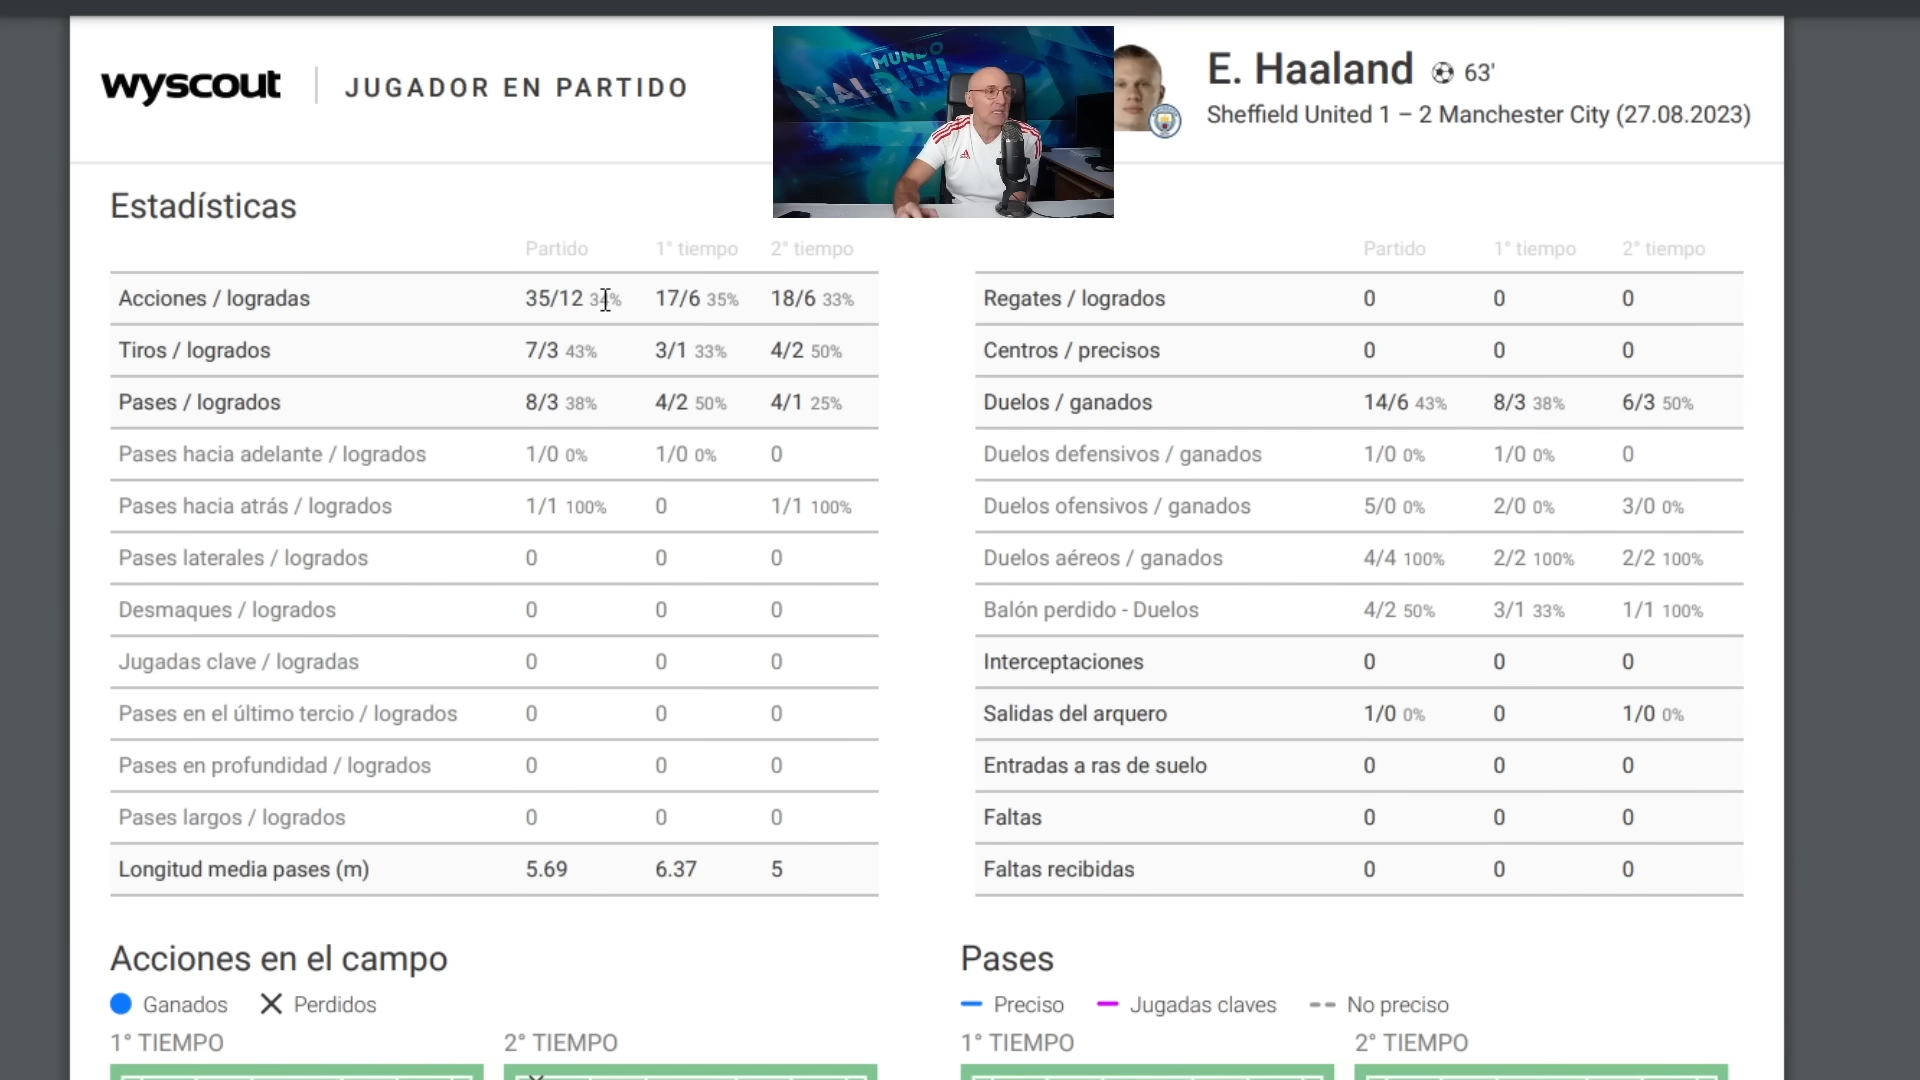 wyscout
JUGADOR EN PARTIDO
MUNDO
MALDINI
E. Haaland 63'
Sheffield United 1 – 2 Manchester City (27.08.2023)
Estadísticas
Partido 1° tiempo 2° tiempo
Acciones / logradas 35/12 34% 17/6 35% 18/6 33%
Tiros / logrados 7/3 43% 3/1 33% 4/2 50%
Pases / logrados 8/3 38% 4/2 50% 4/1 25%
Pases hacia adelante / logrados 1/0 0% 1/0 0% 0
Pases hacia atrás / logrados 1/1 100% 0 1/1 100%
Pases laterales / logrados 0 0 0
Desmaques / logrados 0 0 0
Jugadas clave / logradas 0 0 0
Pases en el último tercio / logrados 0 0 0
Pases en profundidad / logrados 0 0 0
Pases largos / logrados 0 0 0
Longitud media pases (m) 5.69 6.37 5
Partido 1° tiempo 2° tiempo
Regates / logrados 0 0 0
Centros / precisos 0 0 0
Duelos / ganados 14/6 43% 8/3 38% 6/3 50%
Duelos defensivos / ganados 1/0 0% 1/0 0% 0
Duelos ofensivos / ganados 5/0 0% 2/0 0% 3/0 0%
Duelos aéreos / ganados 4/4 100% 2/2 100% 2/2 100%
Balón perdido - Duelos 4/2 50% 3/1 33% 1/1 100%
Interceptaciones 0 0 0
Salidas del arquero 1/0 0% 0 1/0 0%
Entradas a ras de suelo 0 0 0
Faltas 0 0 0
Faltas recibidas 0 0 0
Acciones en el campo
Ganados Perdidos
1° TIEMPO 2° TIEMPO
Pases
Preciso Jugadas claves No preciso
1° TIEMPO 2° TIEMPO